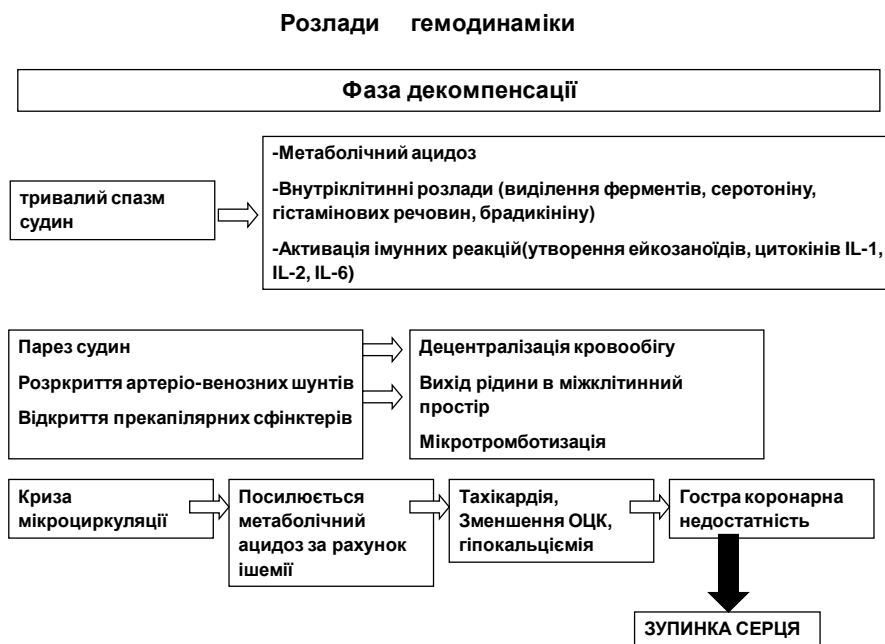 Розлади гемодинаміки
Фаза декомпенсації
тривалий спазм
судин
-Метаболічний ацидоз
-Внутріклітинні розлади (виділення ферментів, серотоніну,
гістамінових речовин, брадикініну)
-Активація імунних реакцій(утворення ейкозаноїдів, цитокінів IL-1,
IL-2, IL-6)
Парез судин
Розркриття артеріо-венозних шунтів
Відкриття прекапілярних сфінктерів
Децентралізація кровообігу
Вихід рідини в міжклітинний
простір
Мікротромботизація
Криза
мікроциркуляції
Посилюється
метаболічний
ацидоз за рахунок
ішемії
Тахікардія,
Зменшення ОЦК,
гіпокальціємія
Гостра коронарна
недостатність
ЗУПИНКА СЕРЦЯ